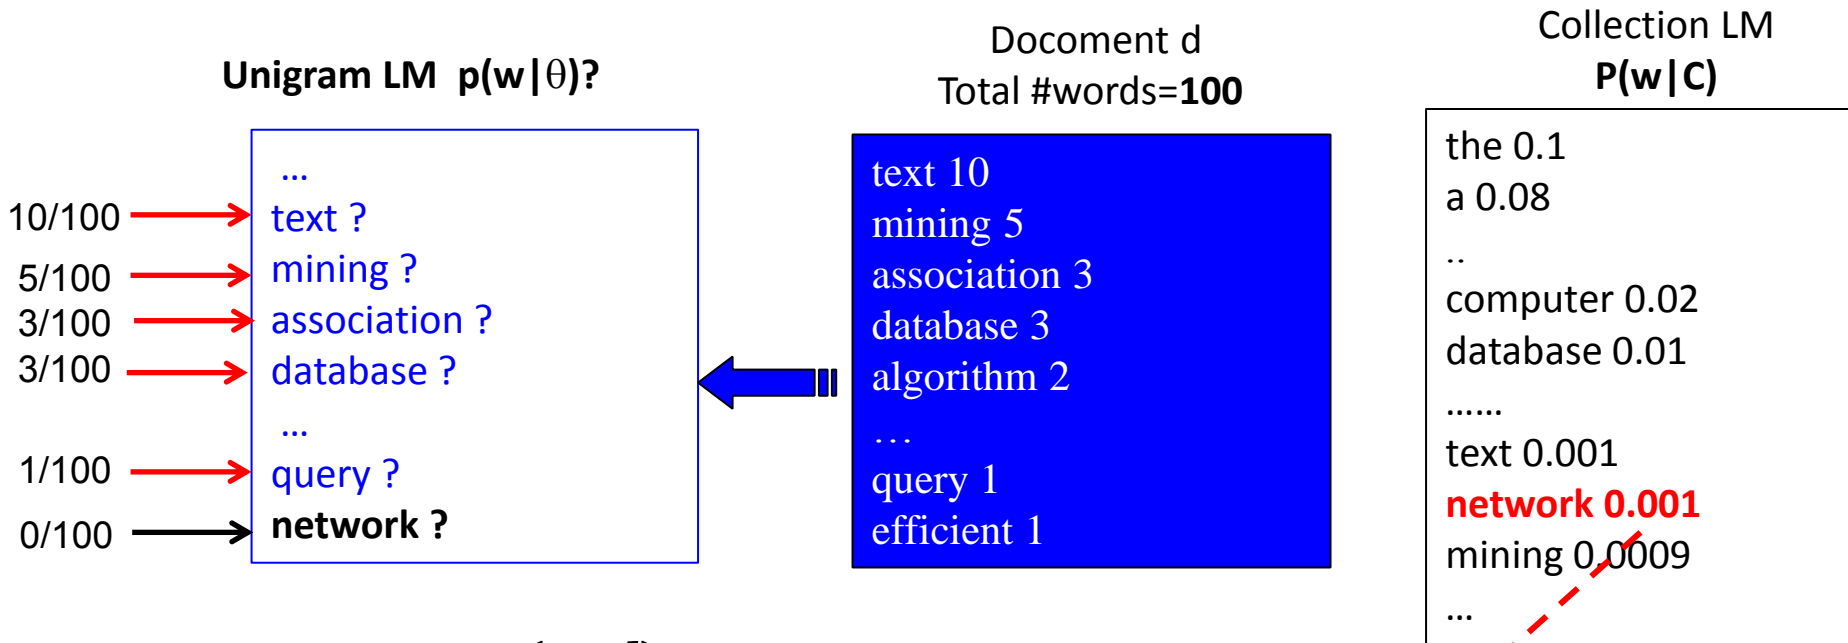 Unigram LM p(w|θ)?
10/100
5/100
3/100
3/100
1/100
0/100
...
text ?
mining ?
association ?
database ?
...
query ?
network ?
Docoment d
Total #words=100
text 10
mining 5
association 3
database 3
algorithm 2
...
query 1
efficient 1
Collection LM
P(w|C)
the 0.1
a 0.08
..
computer 0.02
database 0.01
......
text 0.001
network 0.001
mining 0.0009
...